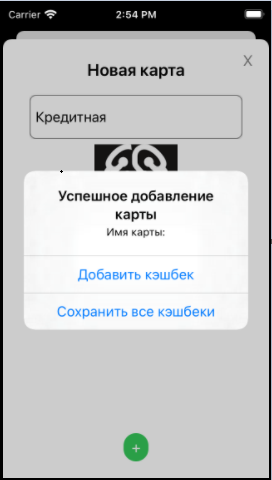 Carrier 2:54 PM
Новая карта
X
Кредитная
Успешное добавление
карты
Имя карты:
Добавить кэшбек
Сохранить все кэшбеки
+